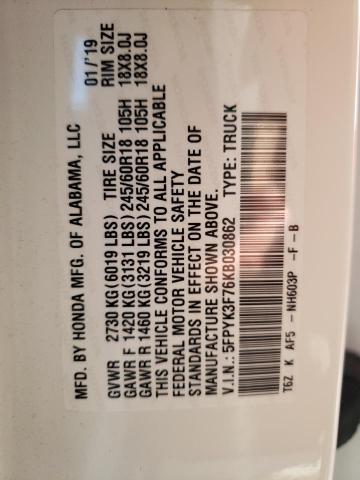 MFD. BY HONDA MFG. OF ALABAMA, LLC 01/'19
GVWR 2730 KG(6019 LBS) TIRE SIZE RIM SIZE
GAWR F 1420 KG(3131 LBS)245/60R18 105H 18X8.0J
GAWR R 1460 KG(3219 LBS)245/60R18 105H 18X8.0J
THIS VEHICLE CONFORMS TO ALL APPLICABLE
FEDERAL MOTOR VEHICLE SAFETY
STANDARDS IN EFFECT ON THE DATE OF
MANUFACTURE SHOWN ABOVE.
V.I.N.: 5FPYK3F76KB030862 TYPE: TRUCK
T6Z K AF5 - NH603P -F-B